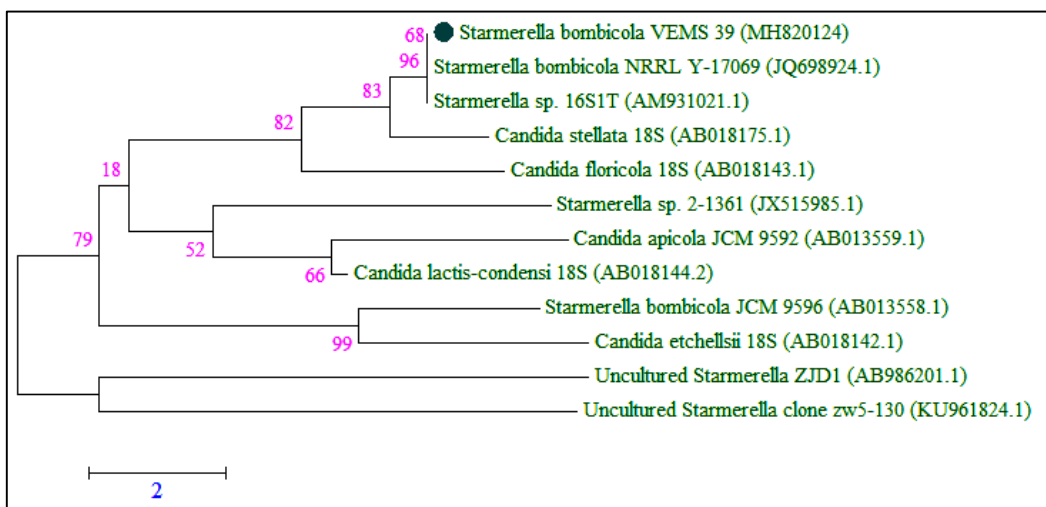 68
Starmerella bombicola VEMS 39 (MH820124)
96
Starmerella bombicola NRRL Y-17069 (JQ698924.1)
83
Starmerella sp. 16S1T (AM931021.1)
82
Candida stellata 18S (AB018175.1)
18
Candida floricola 18S (AB018143.1)
Starmerella sp. 2-1361 (JX515985.1)
79
52
Candida apicola JCM 9592 (AB013559.1)
66
Candida lactis-condensi 18S (AB018144.2)
Starmerella bombicola JCM 9596 (AB013558.1)
99
Candida etchellsii 18S (AB018142.1)
Uncultured Starmerella ZJD1 (AB986201.1)
Uncultured Starmerella clone zw5-130 (KU961824.1)
2